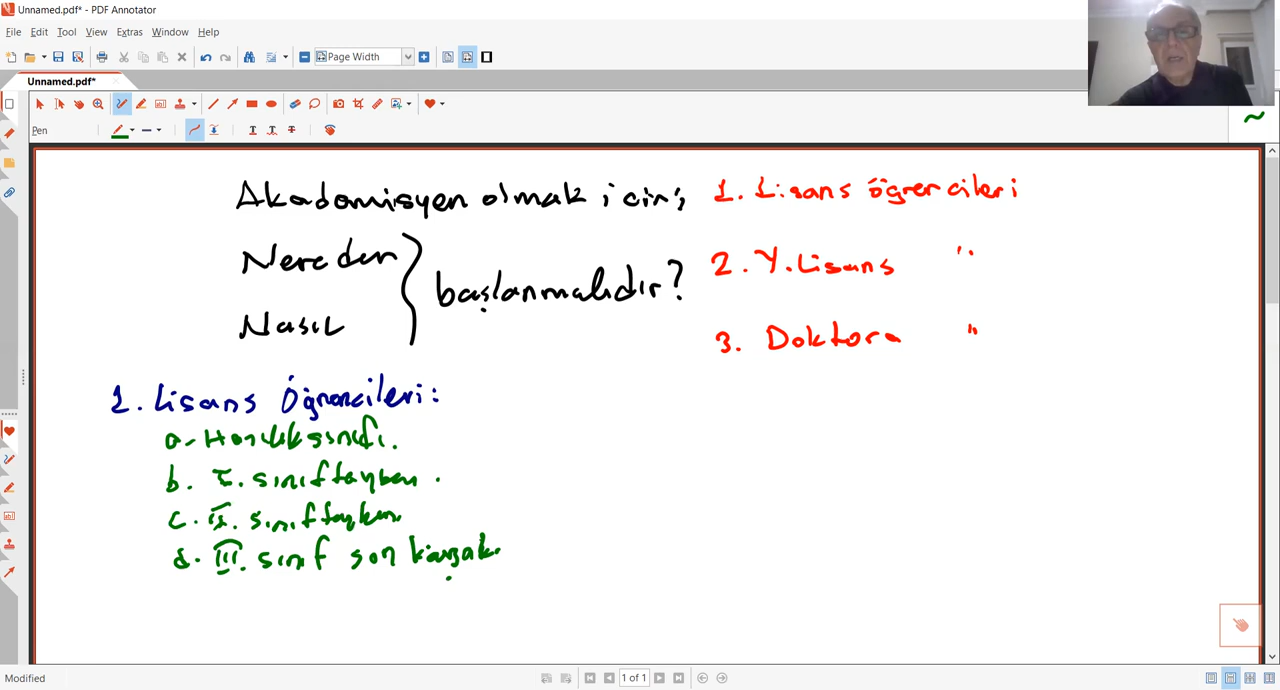 Unnamed.pdf* - PDF Annotator
File Edit Tool View Extras Window Help
Page Width
Unnamed.pdf*
Pen
Akademisyen olmak için;
Nereden
Nasıl
başlanmalıdır?
1. Lisans öğrencileri
2. Y.Lisans "
3. Doktora "
1. Lisans Öğrencileri:
a- Hazırlık sınıfı.
b. I. sınıftayken.
c. II. sınıftayken
d. III. sınıf son
1 of 1
Modified